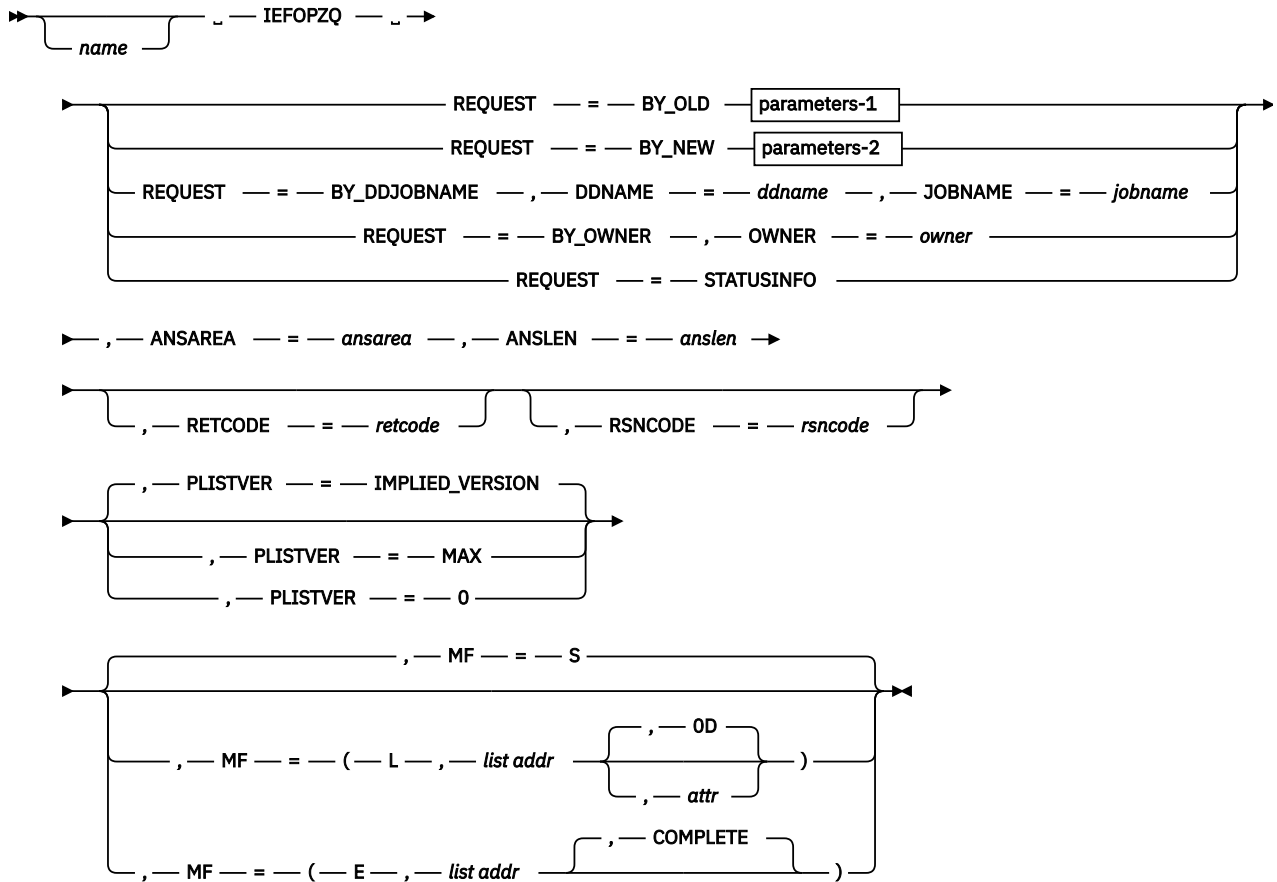 ␣ IEFOPZQ ␣
name
REQUEST = BY_OLD parameters-1
REQUEST = BY_NEW parameters-2
REQUEST = BY_DDJOBNAME , DDNAME = ddname , JOBNAME = jobname
REQUEST = BY_OWNER , OWNER = owner
REQUEST = STATUSINFO
, ANSAREA = ansarea , ANSLEN = anslen
, RETCODE = retcode , RSNCODE = rsncode
, PLISTVER = IMPLIED_VERSION
, PLISTVER = MAX
, PLISTVER = 0
, MF = S
, 0D
, MF = ( L , list addr )
, attr
, COMPLETE
, MF = ( E , list addr )